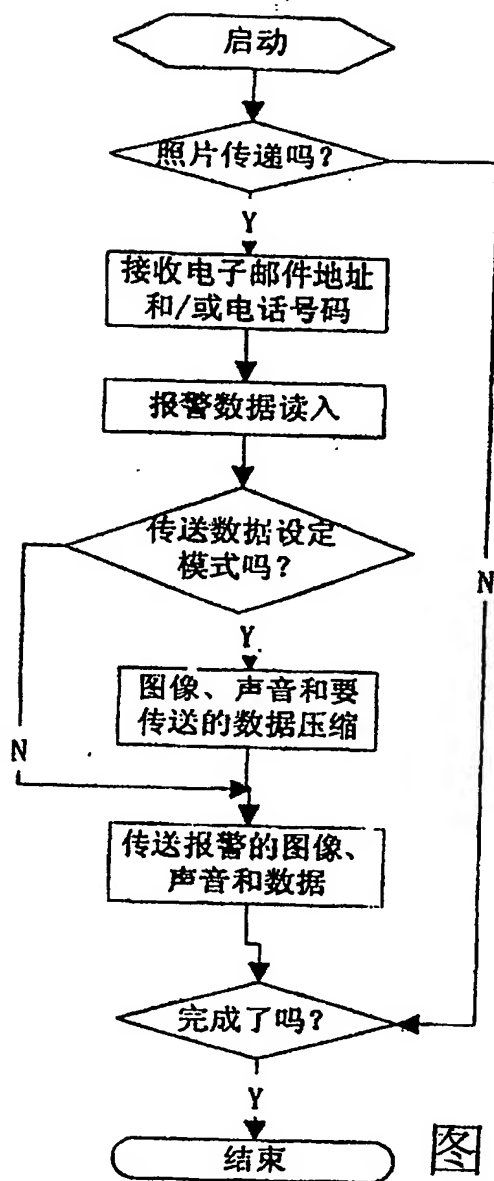 启动
照片传递吗?
Y
接收电子邮件地址
和/或电话号码
报警数据读入
传送数据设定
模式吗?
N
Y
图像、声音和要
传送的数据压缩
N
传送报警的图像、
声音和数据
完成了吗?
Y
结束
图